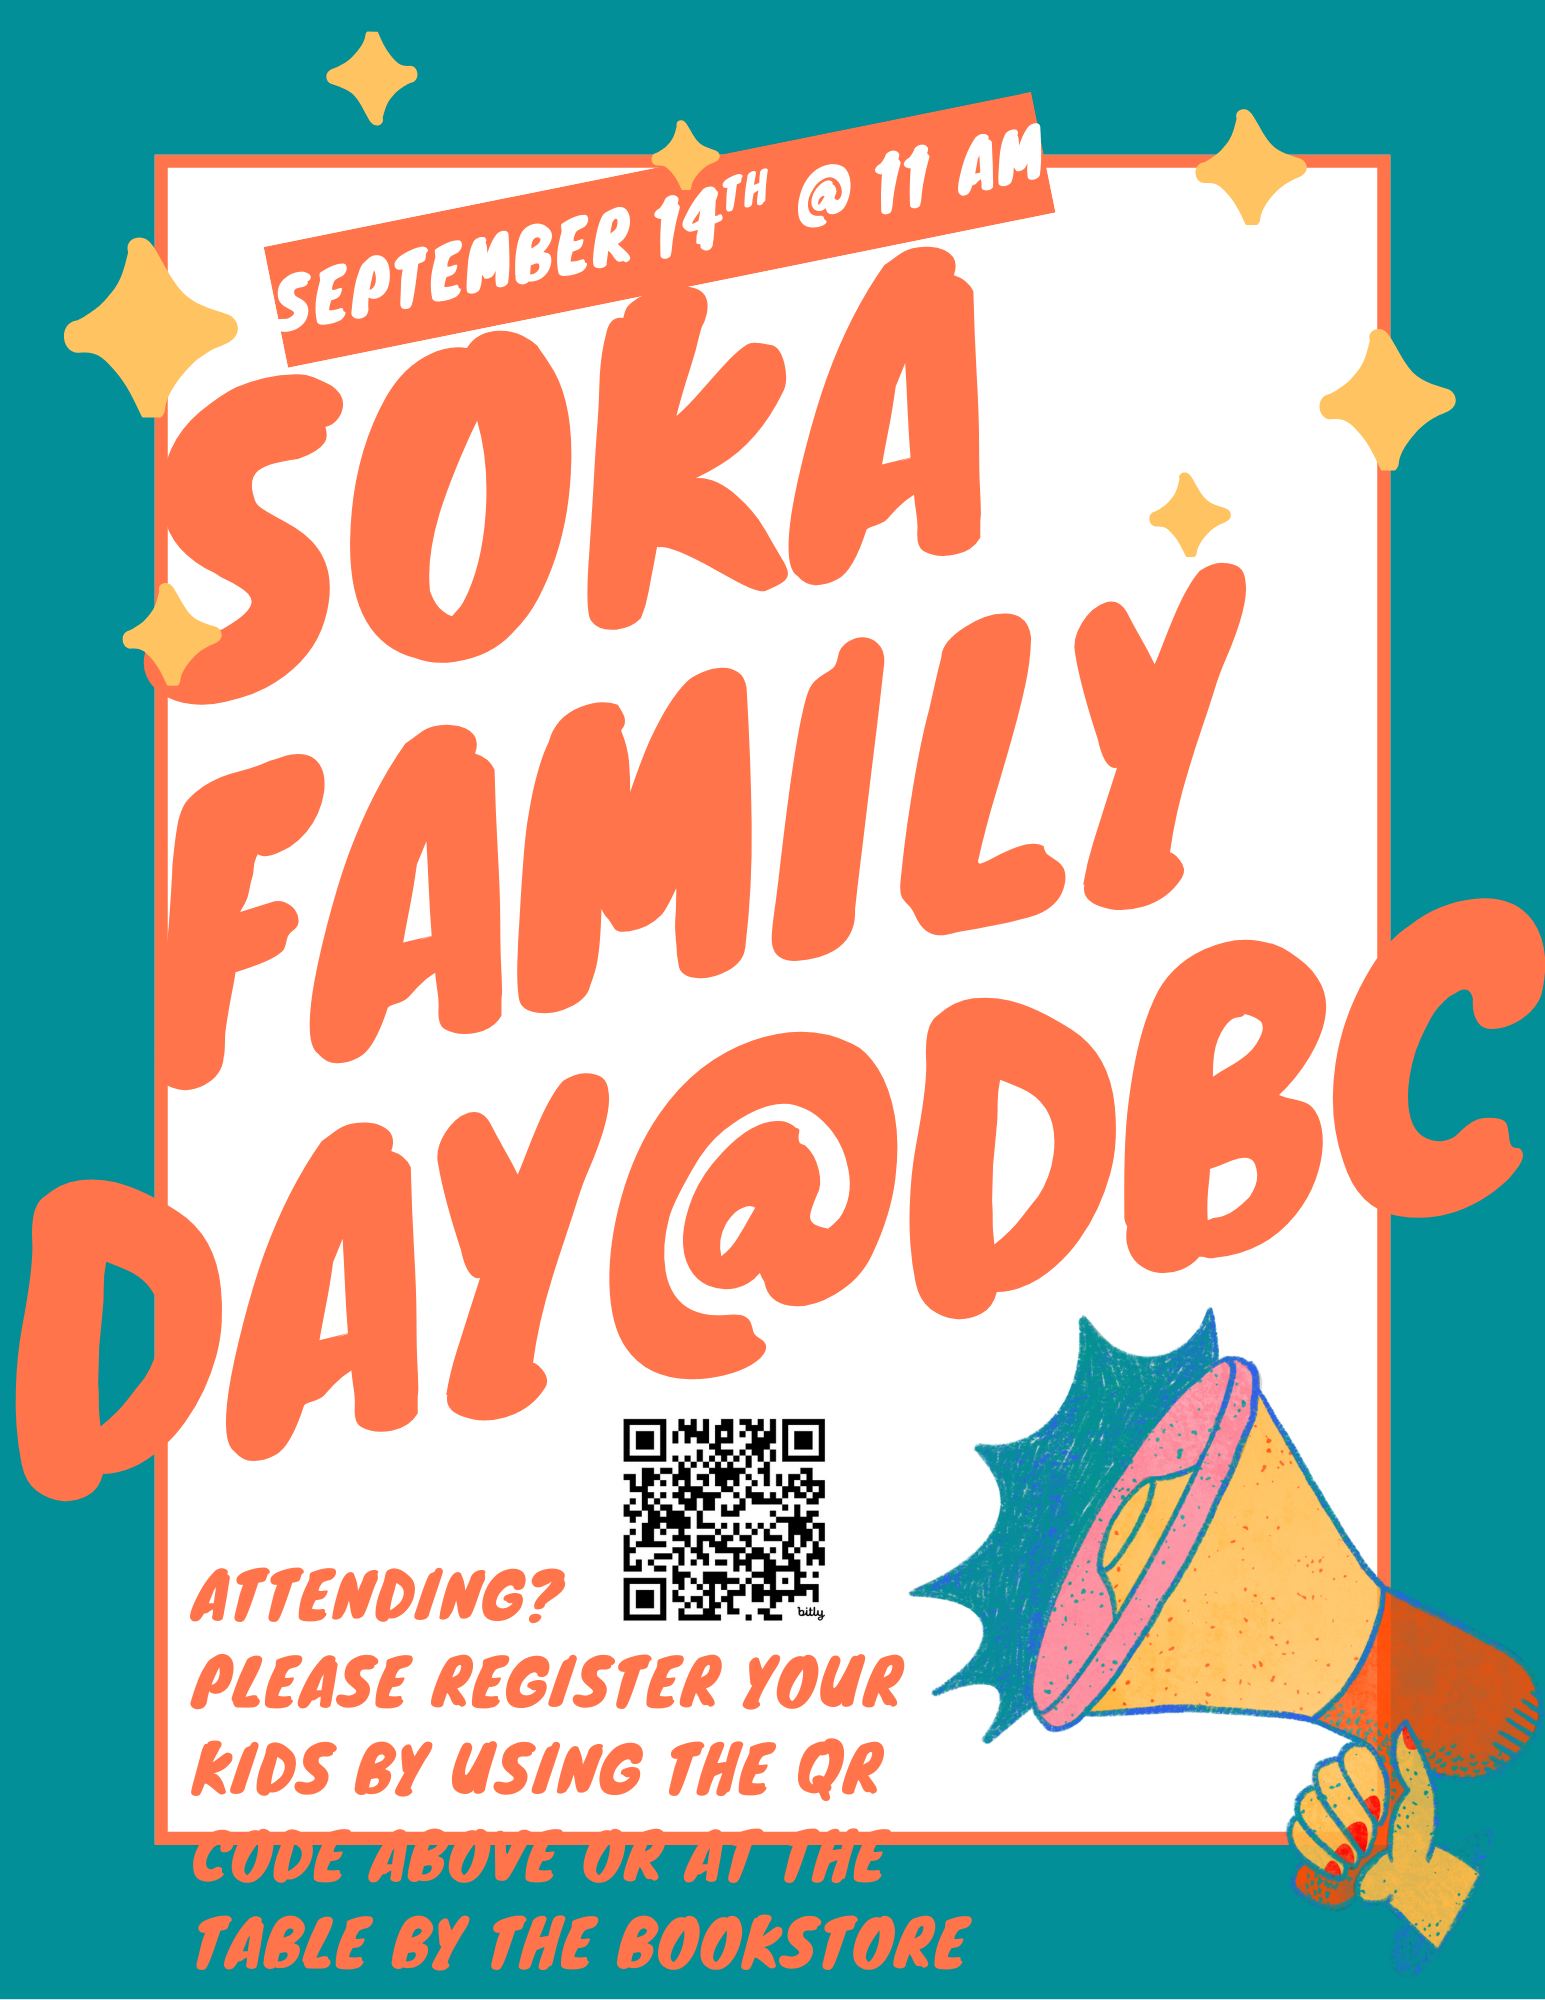 SEPTEMBER 14TH @ 11 AM
SOKA
FAMILY
DAY@DBC
bitly
ATTENDING?
PLEASE REGISTER YOUR
KIDS BY USING THE QR
CODE ABOVE OR AT THE
TABLE BY THE BOOKSTORE